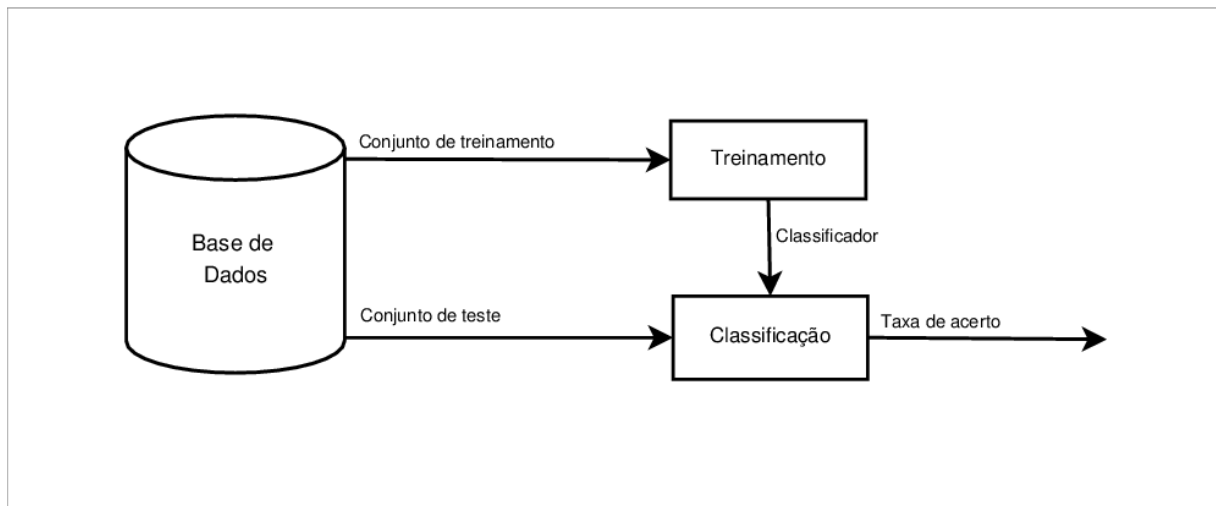 Conjunto de treinamento
Treinamento
Classificador
Base de
Dados
Conjunto de teste
Classificação
Taxa de acerto